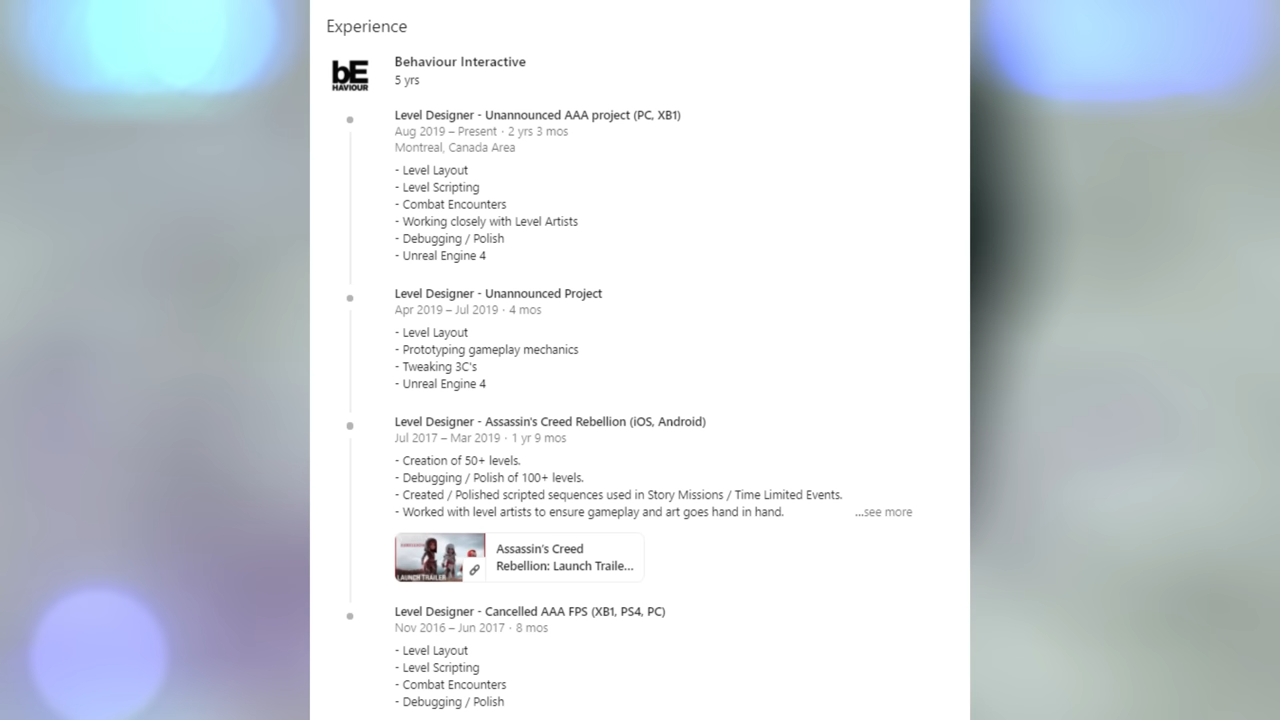 Experience
bE
HAVIOUR
Behaviour Interactive
5 yrs
Level Designer - Unannounced AAA project (PC, XB1)
Aug 2019 – Present · 2 yrs 3 mos
Montreal, Canada Area
- Level Layout
- Level Scripting
- Combat Encounters
- Working closely with Level Artists
- Debugging / Polish
- Unreal Engine 4
Level Designer - Unannounced Project
Apr 2019 – Jul 2019 · 4 mos
- Level Layout
- Prototyping gameplay mechanics
- Tweaking 3C's
- Unreal Engine 4
Level Designer - Assassin's Creed Rebellion (iOS, Android)
Jul 2017 – Mar 2019 · 1 yr 9 mos
- Creation of 50+ levels.
- Debugging / Polish of 100+ levels.
- Created / Polished scripted sequences used in Story Missions / Time Limited Events.
- Worked with level artists to ensure gameplay and art goes hand in hand. ...see more
LAUNCH TRAILER
Assassin's Creed
Rebellion: Launch Traile...
Level Designer - Cancelled AAA FPS (XB1, PS4, PC)
Nov 2016 – Jun 2017 · 8 mos
- Level Layout
- Level Scripting
- Combat Encounters
- Debugging / Polish